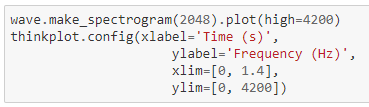 wave.make_spectrogram(2048).plot(high=4200)
thinkplot.config(xlabel='Time (s)',
                 ylabel='Frequency (Hz)',
                 xlim=[0, 1.4],
                 ylim=[0, 4200])